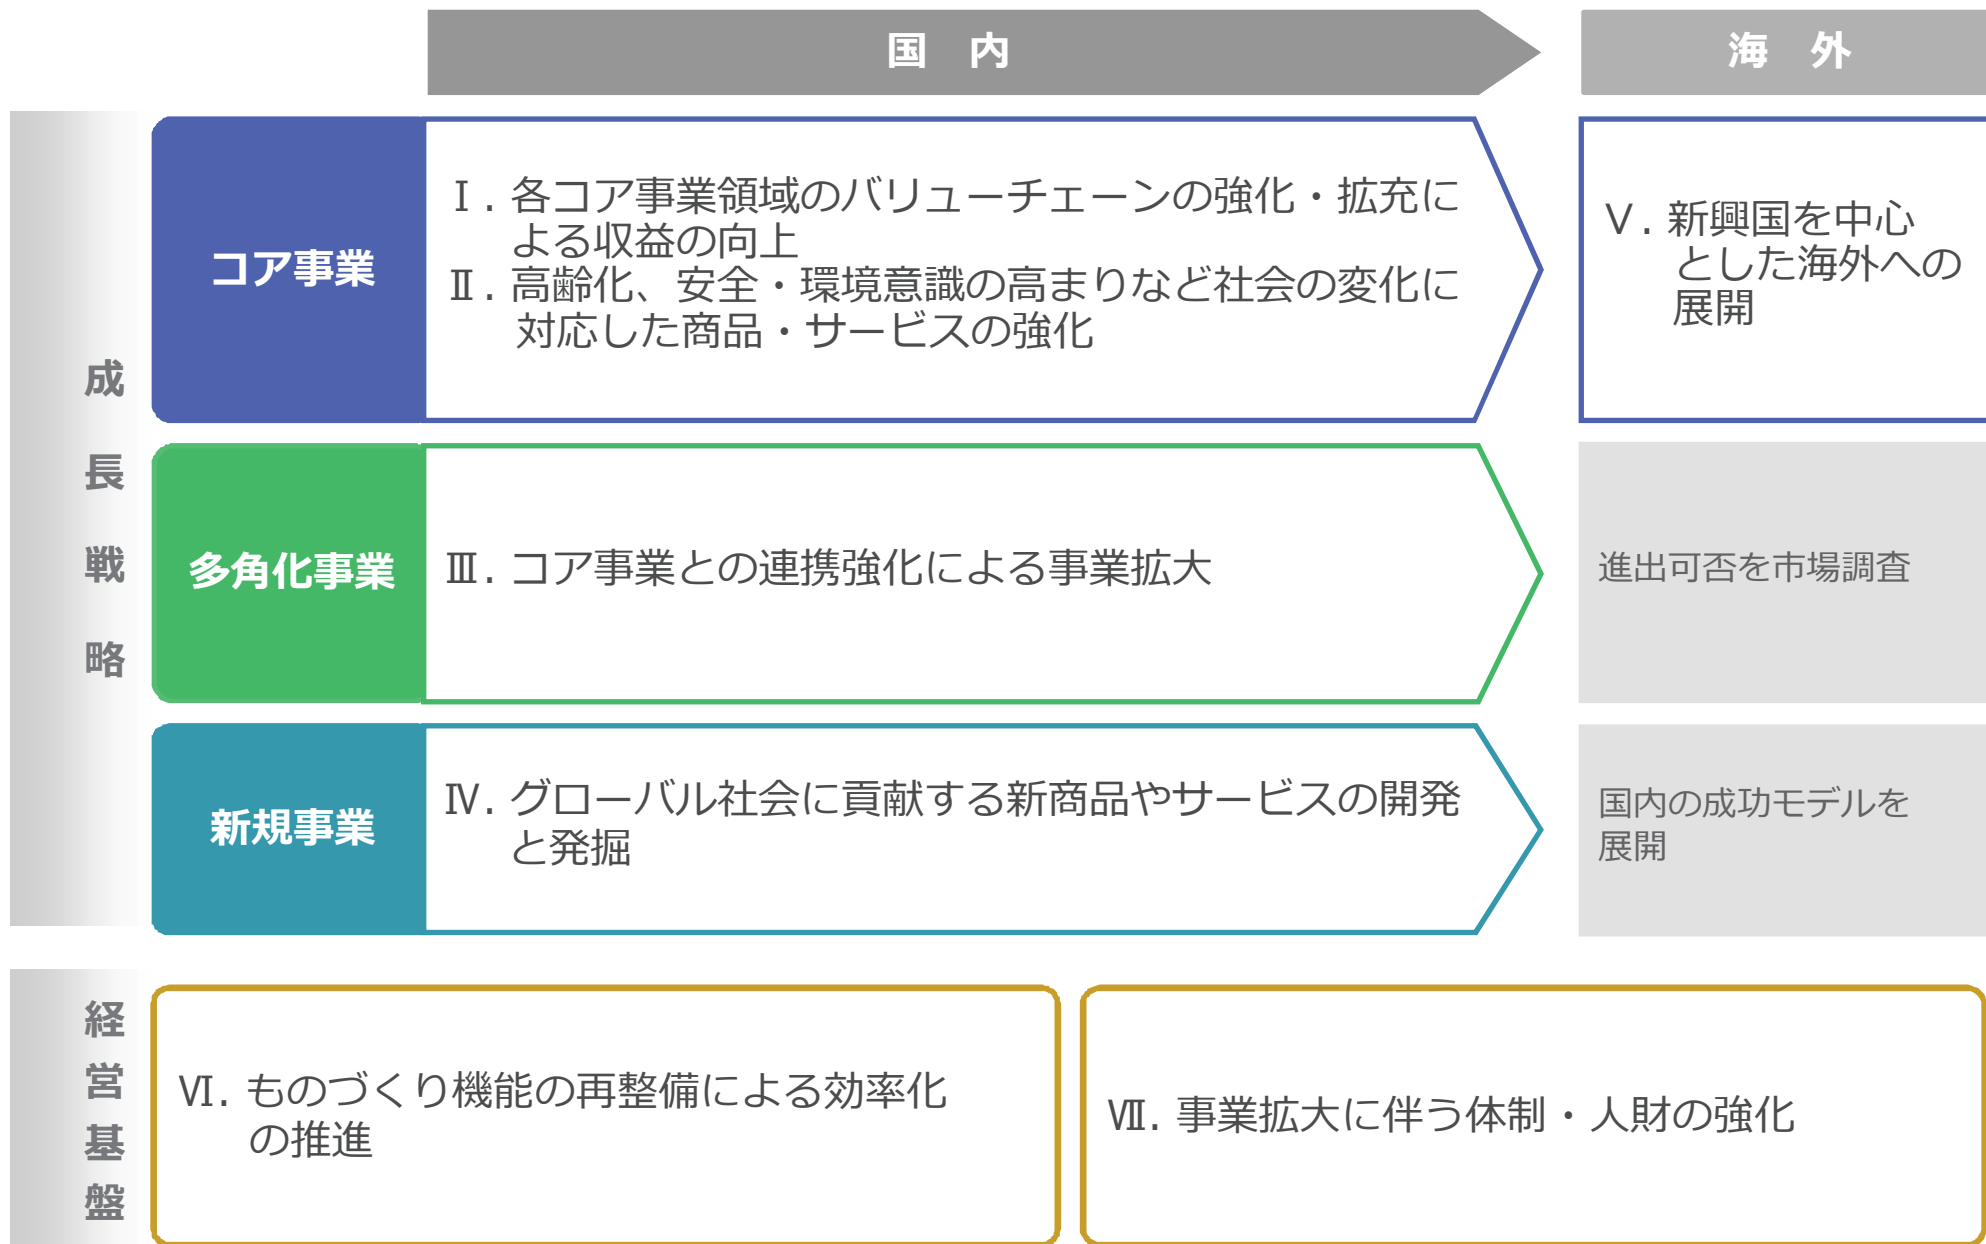 国 内
海 外
成長戦略
コア事業
Ⅰ. 各コア事業領域のバリューチェーンの強化・拡充に
よる収益の向上
Ⅱ. 高齢化、安全・環境意識の高まりなど社会の変化に
対応した商品・サービスの強化
Ⅴ. 新興国を中心
とした海外への
展開
多角化事業
Ⅲ. コア事業との連携強化による事業拡大
進出可否を市場調査
新規事業
Ⅳ. グローバル社会に貢献する新商品やサービスの開発
と発掘
国内の成功モデルを
展開
経営基盤
Ⅵ. ものづくり機能の再整備による効率化
の推進
Ⅶ. 事業拡大に伴う体制・人財の強化